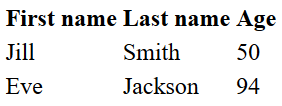 First name Last name Age
Jill Smith 50
Eve Jackson 94